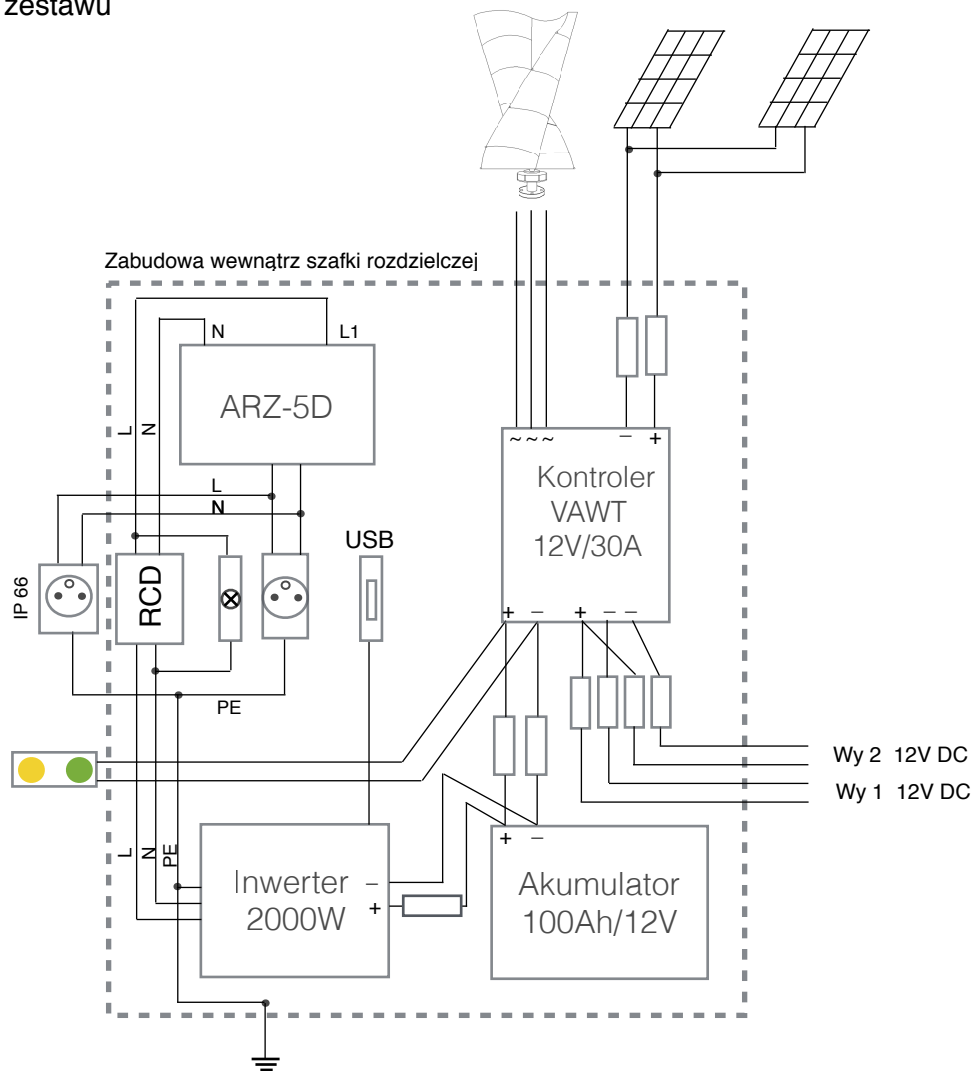 zestawu
Zabudowa wewnątrz szafki rozdzielczej
N
L1
ARZ-5D
L
N
L
N
~ ~ ~
– +
Kontroler
VAWT
12V/30A
+ – + – –
USB
IP 66
RCD
PE
Wy 2 12V DC
Wy 1 12V DC
L
N
PE
Inwerter
2000W
–
+
+ –
Akumulator
100Ah/12V